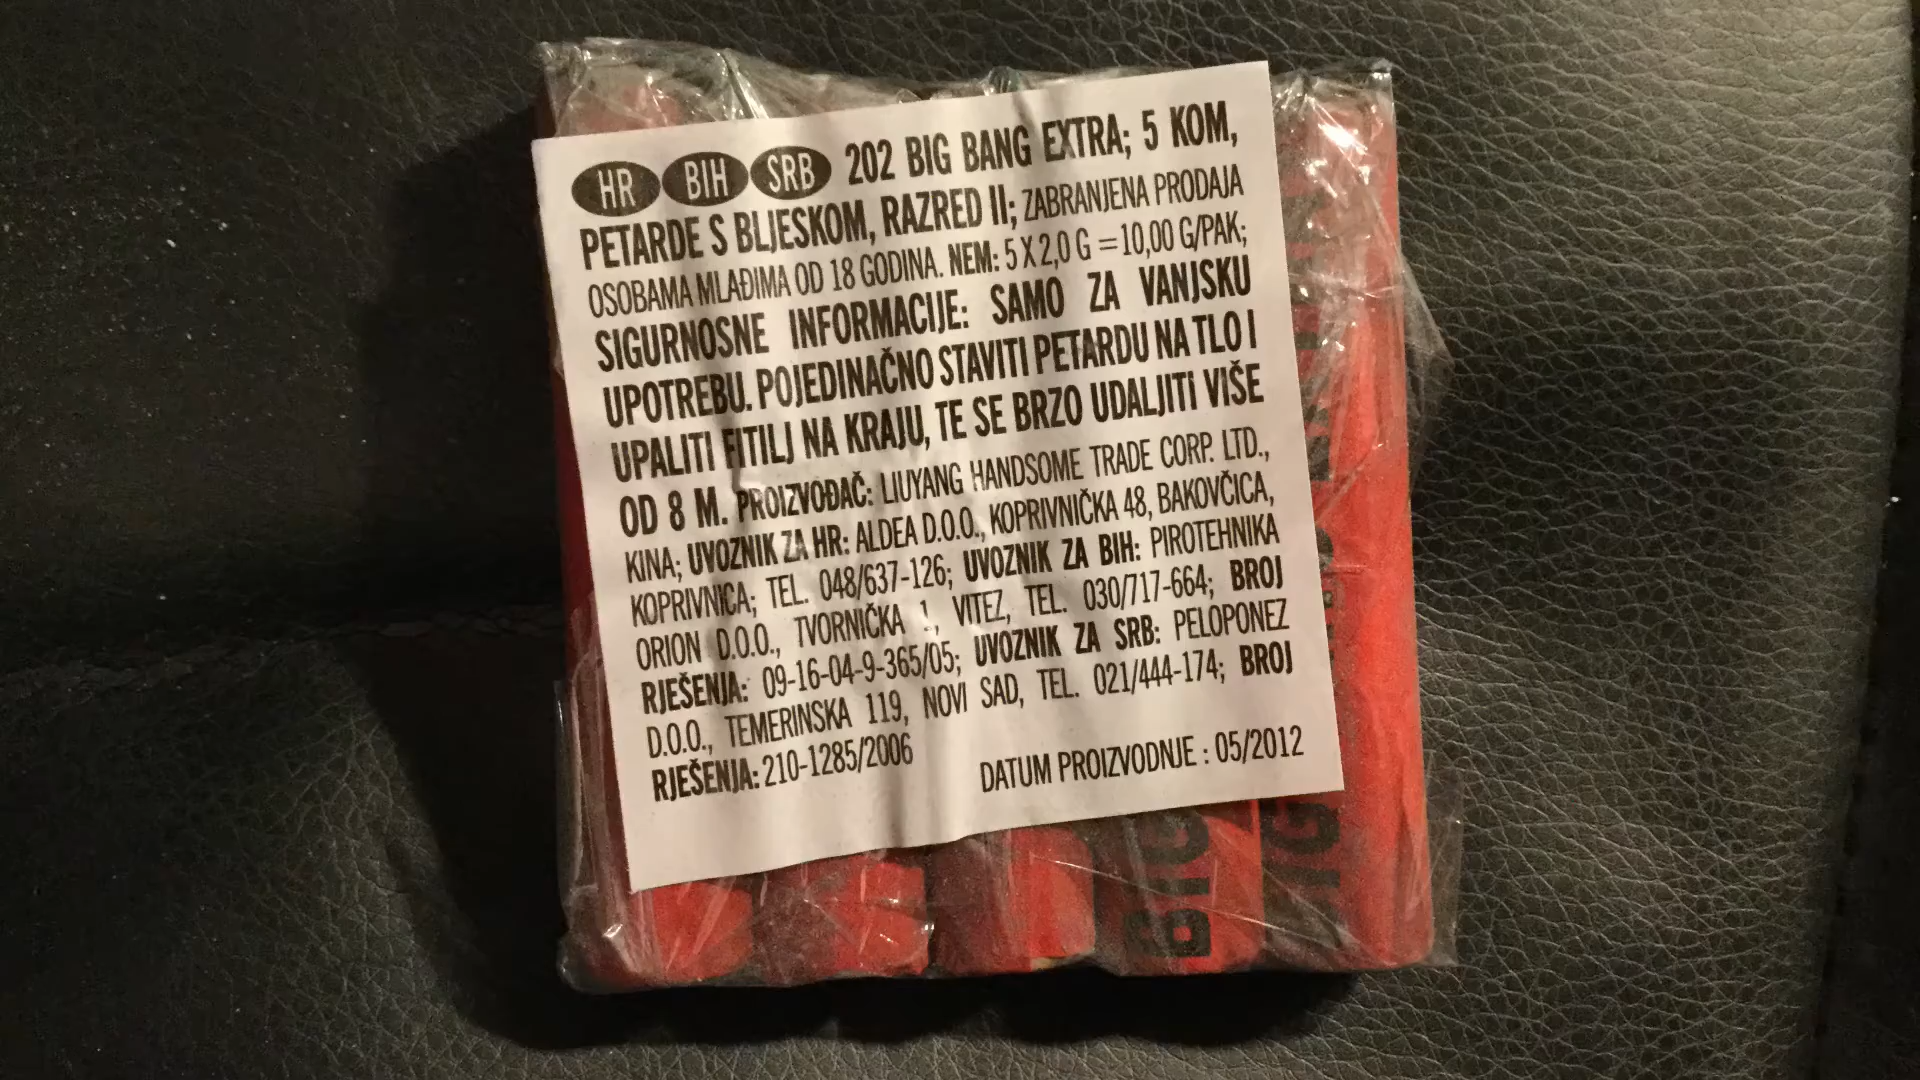 HR BIH SRB 202 BIG BANG EXTRA; 5 KOM,
PETARDE S BLJESKOM, RAZRED II; ZABRANJENA PRODAJA
OSOBAMA MLAĐIMA OD 18 GODINA. NEM: 5 X 2,0 G =10,00 G/PAK;
SIGURNOSNE INFORMACIJE: SAMO ZA VANJSKU
UPOTREBU. POJEDINAČNO STAVITI PETARDU NA TLO I
UPALITI FITILJ NA KRAJU, TE SE BRZO UDALJITI VIŠE
OD 8 M. PROIZVOĐAČ: LIUYANG HANDSOME TRADE CORP. LTD.,
KINA; UVOZNIK ZA HR: ALDEA D.O.O., KOPRIVNIČKA 48, BAKOVČICA,
KOPRIVNICA; TEL. 048/637-126; UVOZNIK ZA BIH: PIROTEHNIKA
ORION D.O.O., TVORNIČKA 1, VITEZ, TEL. 030/717-664; BROJ
RJEŠENJA: 09-16-04-9-365/05; UVOZNIK ZA SRB: PELOPONEZ
D.O.O., TEMERINSKA 119, NOVI SAD, TEL. 021/444-174; BROJ
RJEŠENJA: 210-1285/2006
DATUM PROIZVODNJE : 05/2012
BIG